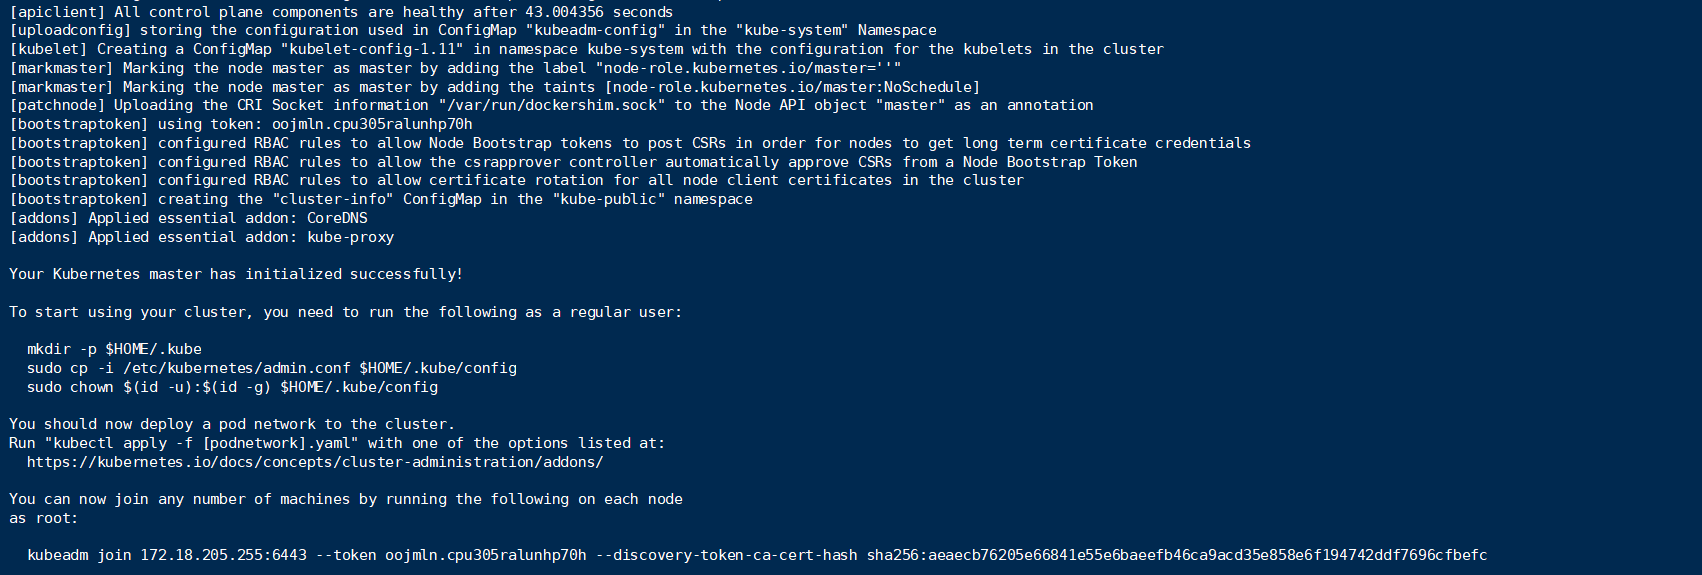 [apiclient] All control plane components are healthy after 43.004356 seconds
[uploadconfig] storing the configuration used in ConfigMap "kubeadm-config" in the "kube-system" Namespace
[kubelet] Creating a ConfigMap "kubelet-config-1.11" in namespace kube-system with the configuration for the kubelets in the cluster
[markmaster] Marking the node master as master by adding the label "node-role.kubernetes.io/master=''"
[markmaster] Marking the node master as master by adding the taints [node-role.kubernetes.io/master:NoSchedule]
[patchnode] Uploading the CRI Socket information "/var/run/dockershim.sock" to the Node API object "master" as an annotation
[bootstraptoken] using token: oojmln.cpu305ralunhp70h
[bootstraptoken] configured RBAC rules to allow Node Bootstrap tokens to post CSRs in order for nodes to get long term certificate credentials
[bootstraptoken] configured RBAC rules to allow the csrapprover controller automatically approve CSRs from a Node Bootstrap Token
[bootstraptoken] configured RBAC rules to allow certificate rotation for all node client certificates in the cluster
[bootstraptoken] creating the "cluster-info" ConfigMap in the "kube-public" namespace
[addons] Applied essential addon: CoreDNS
[addons] Applied essential addon: kube-proxy

Your Kubernetes master has initialized successfully!

To start using your cluster, you need to run the following as a regular user:

  mkdir -p $HOME/.kube
  sudo cp -i /etc/kubernetes/admin.conf $HOME/.kube/config
  sudo chown $(id -u):$(id -g) $HOME/.kube/config

You should now deploy a pod network to the cluster.
Run "kubectl apply -f [podnetwork].yaml" with one of the options listed at:
  https://kubernetes.io/docs/concepts/cluster-administration/addons/

You can now join any number of machines by running the following on each node
as root:

  kubeadm join 172.18.205.255:6443 --token oojmln.cpu305ralunhp70h --discovery-token-ca-cert-hash sha256:aeaecb76205e66841e55e6baeefb46ca9acd35e858e6f194742ddf7696cfbefc